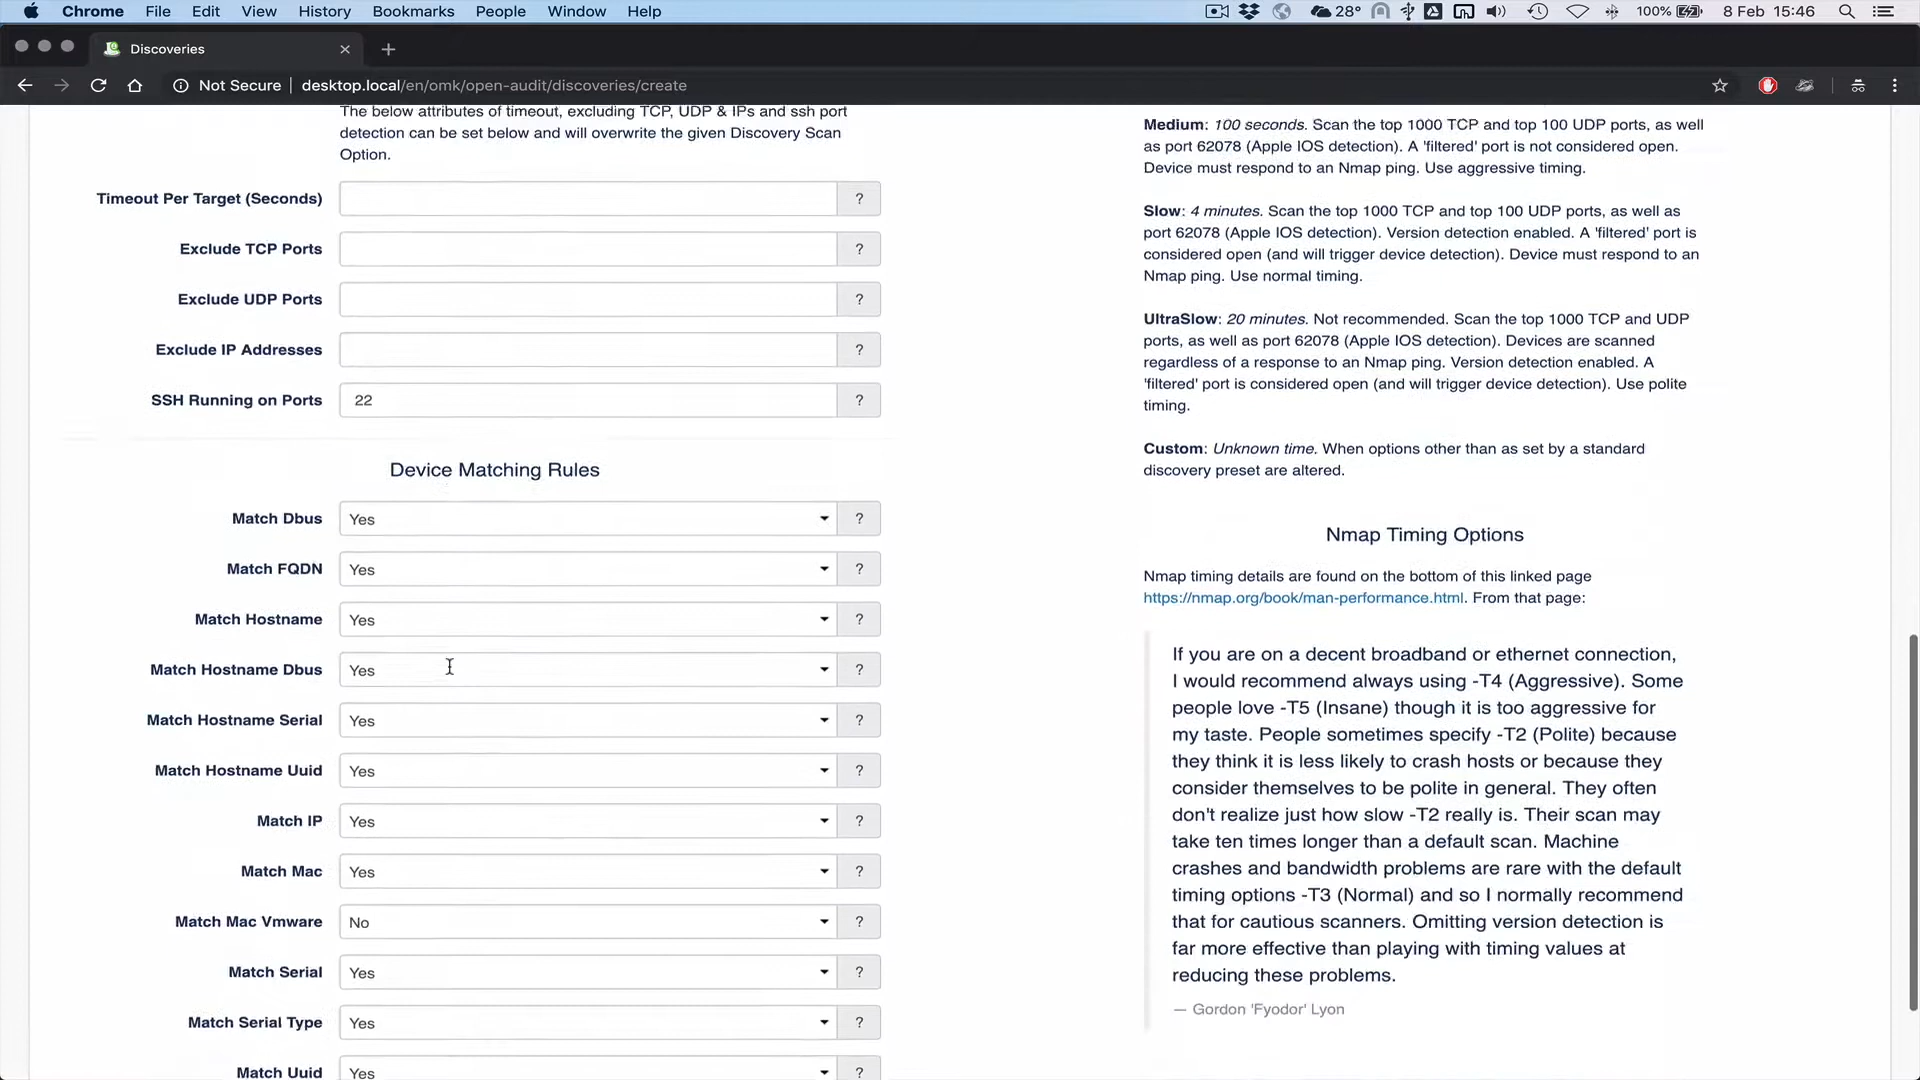 Chrome File Edit View History Bookmarks People Window Help
28° 100% 8 Feb 15:46
Discoveries
Not Secure | desktop.local/en/omk/open-audit/discoveries/create
The below attributes of timeout, excluding TCP, UDP & IPs and ssh port
detection can be set below and will overwrite the given Discovery Scan
Option.
Timeout Per Target (Seconds) ?
Exclude TCP Ports ?
Exclude UDP Ports ?
Exclude IP Addresses ?
SSH Running on Ports 22 ?
Device Matching Rules
Match Dbus Yes ?
Match FQDN Yes ?
Match Hostname Yes ?
Match Hostname Dbus Yes ?
Match Hostname Serial Yes ?
Match Hostname Uuid Yes ?
Match IP Yes ?
Match Mac Yes ?
Match Mac Vmware No ?
Match Serial Yes ?
Match Serial Type Yes ?
Match Uuid Yes ?
Medium: 100 seconds. Scan the top 1000 TCP and top 100 UDP ports, as well
as port 62078 (Apple IOS detection). A 'filtered' port is not considered open.
Device must respond to an Nmap ping. Use aggressive timing.
Slow: 4 minutes. Scan the top 1000 TCP and top 100 UDP ports, as well as
port 62078 (Apple IOS detection). Version detection enabled. A 'filtered' port is
considered open (and will trigger device detection). Device must respond to an
Nmap ping. Use normal timing.
UltraSlow: 20 minutes. Not recommended. Scan the top 1000 TCP and UDP
ports, as well as port 62078 (Apple IOS detection). Devices are scanned
regardless of a response to an Nmap ping. Version detection enabled. A
'filtered' port is considered open (and will trigger device detection). Use polite
timing.
Custom: Unknown time. When options other than as set by a standard
discovery preset are altered.
Nmap Timing Options
Nmap timing details are found on the bottom of this linked page
https://nmap.org/book/man-performance.html. From that page:
If you are on a decent broadband or ethernet connection,
I would recommend always using -T4 (Aggressive). Some
people love -T5 (Insane) though it is too aggressive for
my taste. People sometimes specify -T2 (Polite) because
they think it is less likely to crash hosts or because they
consider themselves to be polite in general. They often
don't realize just how slow -T2 really is. Their scan may
take ten times longer than a default scan. Machine
crashes and bandwidth problems are rare with the default
timing options -T3 (Normal) and so I normally recommend
that for cautious scanners. Omitting version detection is
far more effective than playing with timing values at
reducing these problems.
— Gordon 'Fyodor' Lyon